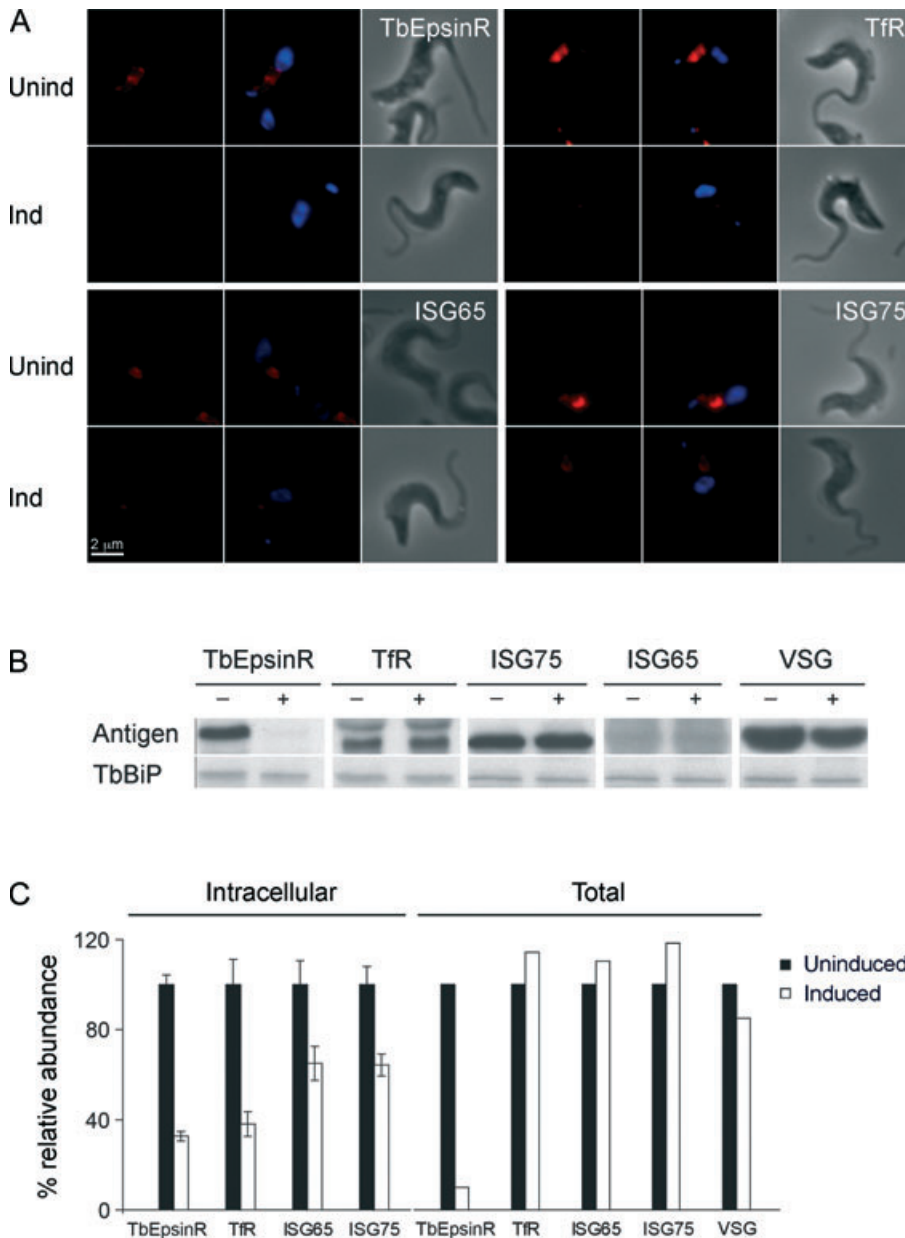 A
TbEpsinR
TfR
Unind
Ind
ISG65
ISG75
Unind
Ind
2 μm
B
TbEpsinR TfR ISG75 ISG65 VSG
– + – + – + – + – +
Antigen
TbBiP
C
Intracellular Total
% relative abundance
120
80
40
0
Uninduced
Induced
TbEpsinR TfR ISG65 ISG75 TbEpsinR TfR ISG65 ISG75 VSG